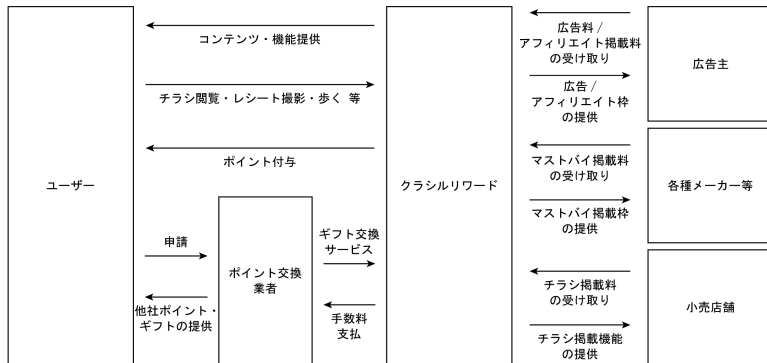 コンテンツ・機能提供
チラシ閲覧・レシート撮影・歩く 等
ポイント付与
ユーザー
申請
他社ポイント・
ギフトの提供
ポイント交換
業者
ギフト交換
サービス
手数料
支払
クラシルリワード
広告料 /
アフィリエイト掲載料
の受け取り
広告 /
アフィリエイト枠
の提供
広告主
マストバイ掲載料
の受け取り
マストバイ掲載枠
の提供
各種メーカー等
チラシ掲載料
の受け取り
チラシ掲載機能
の提供
小売店舗